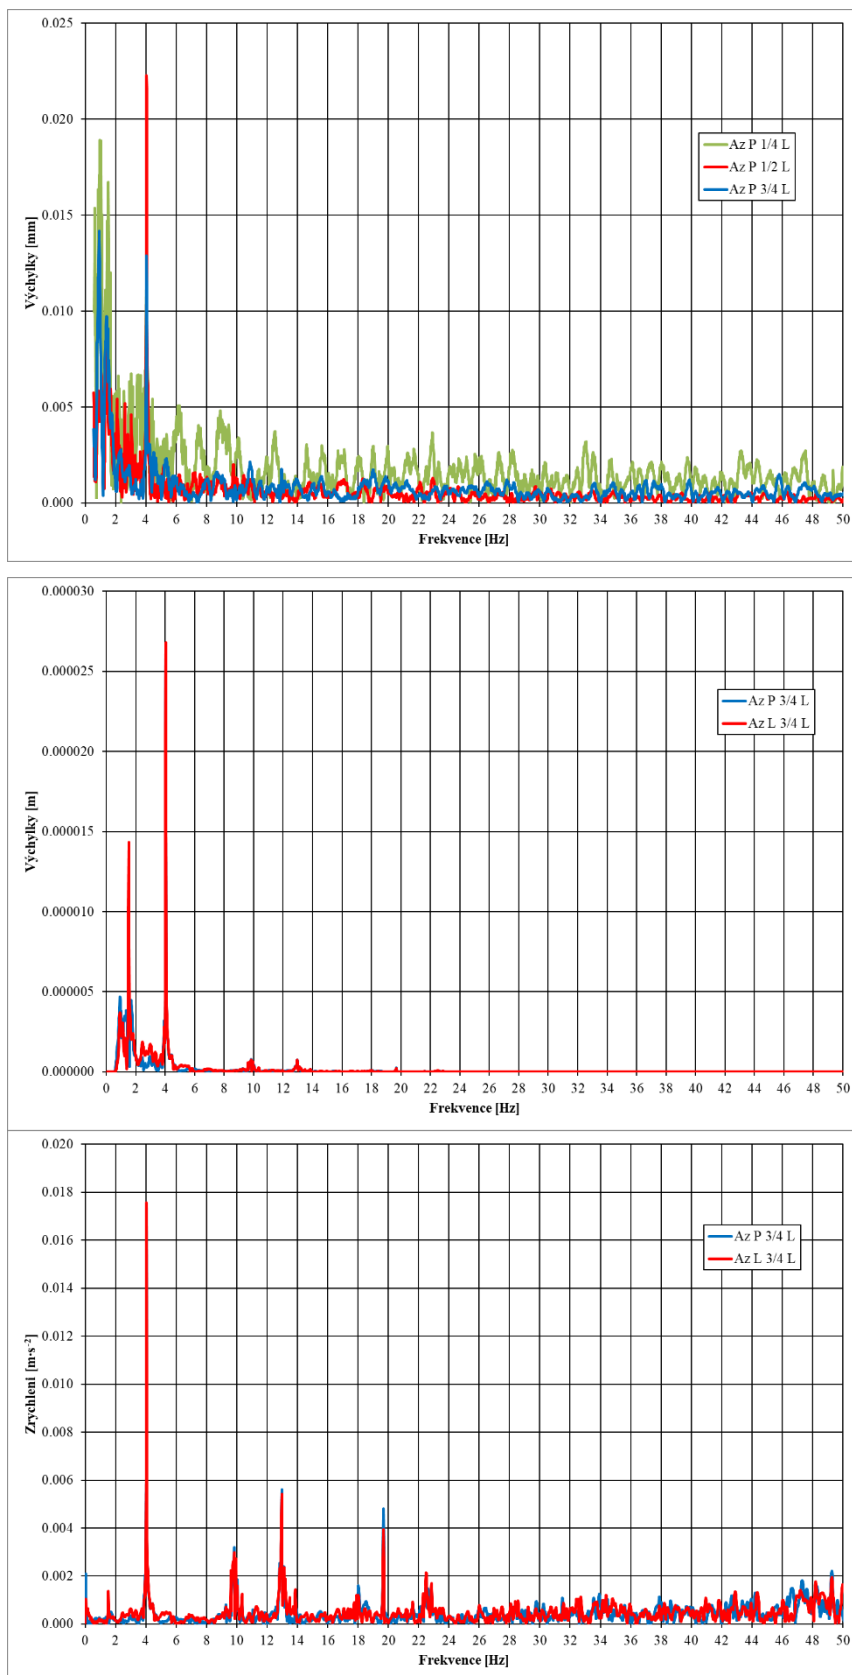 0.025
0.020
0.015
0.010
0.005
0.000
Výchylky [mm]
Az P 1/4 L
Az P 1/2 L
Az P 3/4 L
0 2 4 6 8 10 12 14 16 18 20 22 24 26 28 30 32 34 36 38 40 42 44 46 48 50
Frekvence [Hz]
0.000030
0.000025
0.000020
0.000015
0.000010
0.000005
0.000000
Výchylky [m]
Az P 3/4 L
Az L 3/4 L
0 2 4 6 8 10 12 14 16 18 20 22 24 26 28 30 32 34 36 38 40 42 44 46 48 50
Frekvence [Hz]
0.020
0.018
0.016
0.014
0.012
0.010
0.008
0.006
0.004
0.002
0.000
Zrychleni [m·s⁻²]
Az P 3/4 L
Az L 3/4 L
0 2 4 6 8 10 12 14 16 18 20 22 24 26 28 30 32 34 36 38 40 42 44 46 48 50
Frekvence [Hz]